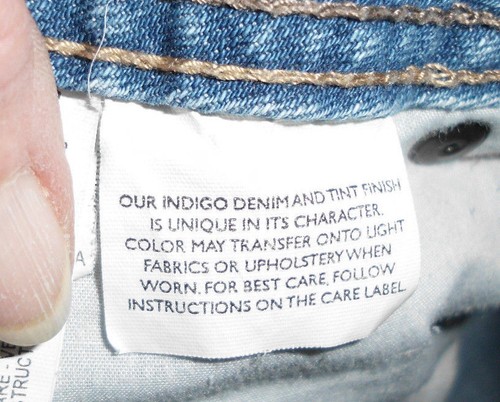 OUR INDIGO DENIM AND TINT FINISH
IS UNIQUE IN ITS CHARACTER.
COLOR MAY TRANSFER ONTO LIGHT
FABRICS OR UPHOLSTERY WHEN
WORN. FOR BEST CARE, FOLLOW
INSTRUCTIONS ON THE CARE LABEL.